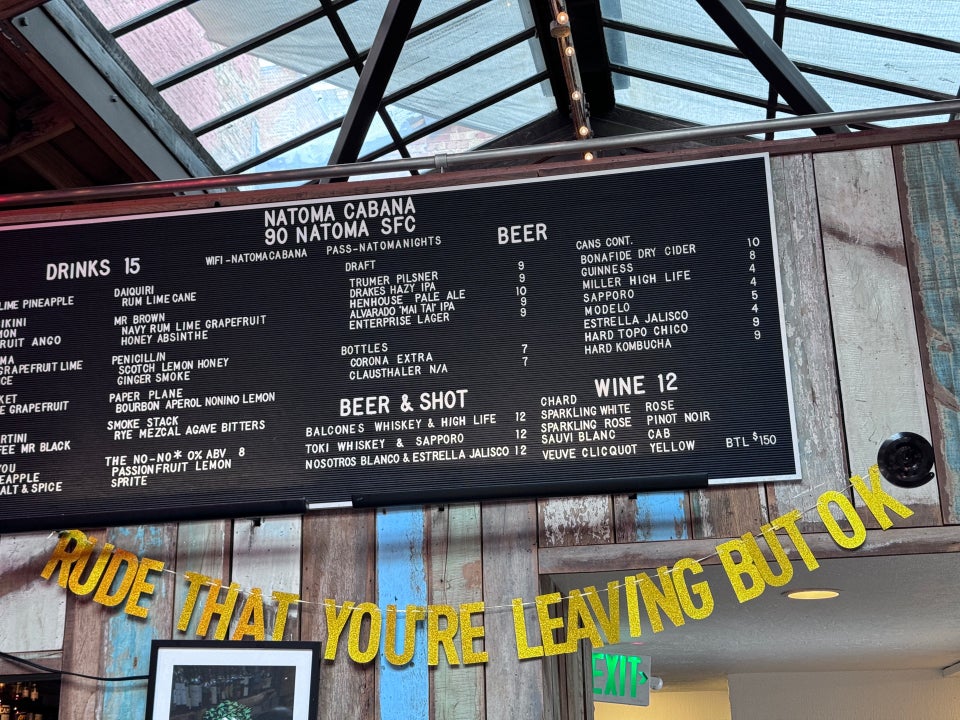 NATOMA CABANA
90 NATOMA SFC
WIFI-NATOMACABANA PASS-NATOMANIGHTS
DRINKS 15
LIME PINEAPPLE
IKINI
MON
FRUIT ANGO
MA
GRAPEFRUIT LIME
ICE
KET
E GRAPEFRUIT
ARTINI
FEE MR BLACK
YOU
EAPPLE
ALT & SPICE
DAIQUIRI
RUM LIME CANE
MR BROWN
NAVY RUM LIME GRAPEFRUIT
HONEY ABSINTHE
PENICILLIN
SCOTCH LEMON HONEY
GINGER SMOKE
PAPER PLANE
BOURBON APEROL NONINO LEMON
SMOKE STACK
RYE MEZCAL AGAVE BITTERS
THE NO-NO* 0% ABV 8
PASSIONFRUIT LEMON
SPRITE
BEER
DRAFT
TRUMER PILSNER 9
DRAKES HAZY IPA 9
HENHOUSE PALE ALE 10
ALVARADO "MAI TAI" IPA 9
ENTERPRISE LAGER
BOTTLES
CORONA EXTRA 7
CLAUSTHALER N/A 7
CANS CONT.
BONAFIDE DRY CIDER 10
GUINNESS 8
MILLER HIGH LIFE 4
SAPPORO 4
MODELO 5
ESTRELLA JALISCO 4
HARD TOPO CHICO 9
HARD KOMBUCHA 9
BEER & SHOT
BALCONES WHISKEY & HIGH LIFE 12
TOKI WHISKEY & SAPPORO 12
NOSOTROS BLANCO & ESTRELLA JALISCO 12
WINE 12
CHARD ROSE
SPARKLING WHITE PINOT NOIR
SPARKLING ROSE CAB
SAUVI BLANC
VEUVE CLICQUOT YELLOW BTL $150
RUDE THAT YOU'RE LEAVING BUT OK
EXIT